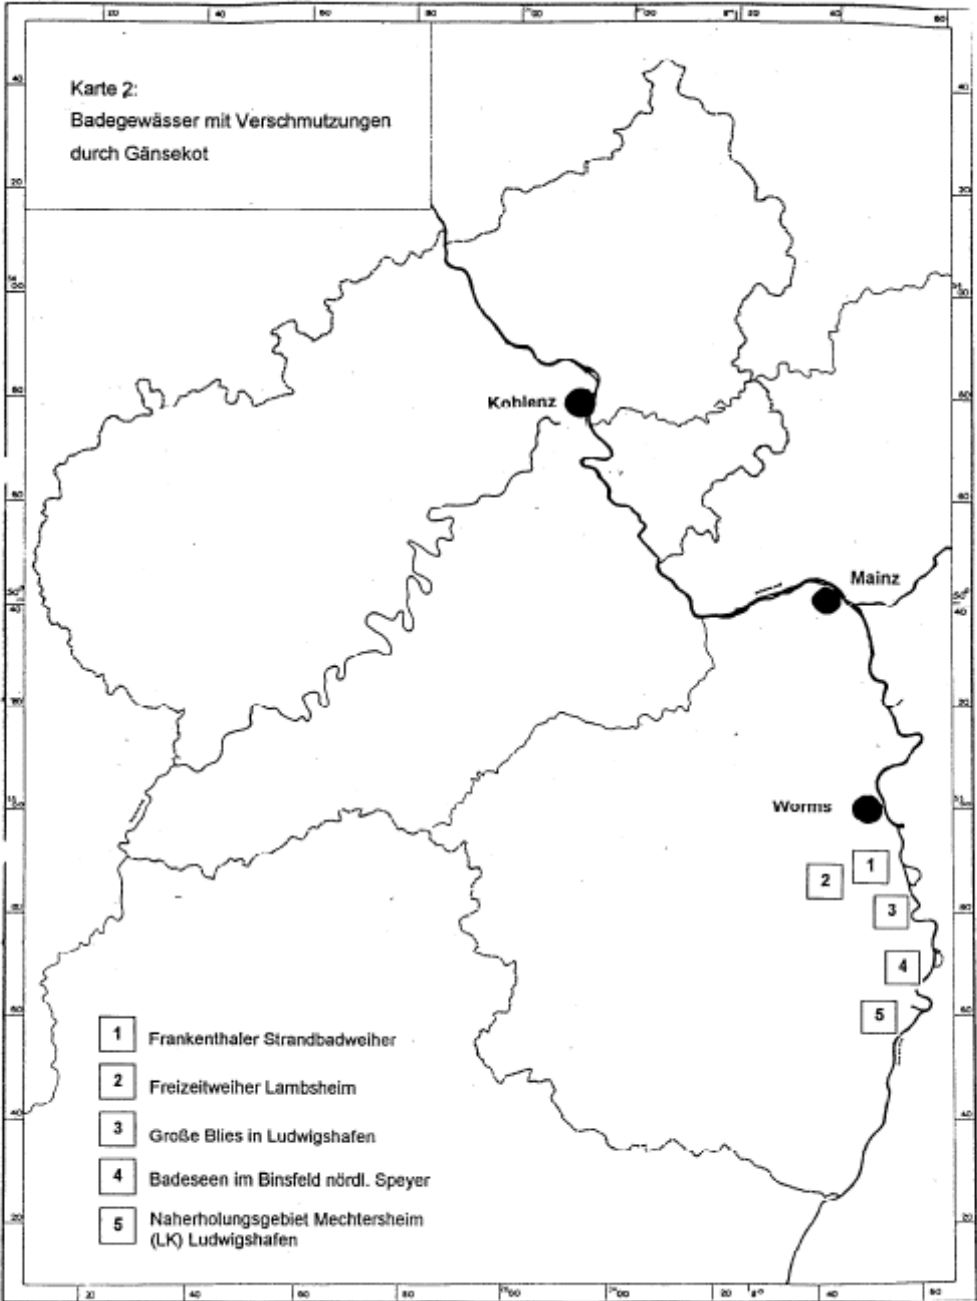 Karte 2:
Badegewässer mit Verschmutzungen
durch Gänsekot
Koblenz
Mainz
Worms
1
2
3
4
5
1 Frankenthaler Strandbadweiher
2 Freizeitweiher Lambsheim
3 Große Blies in Ludwigshafen
4 Badeseen im Binsfeld nördl. Speyer
5 Naherholungsgebiet Mechtersheim
(LK) Ludwigshafen